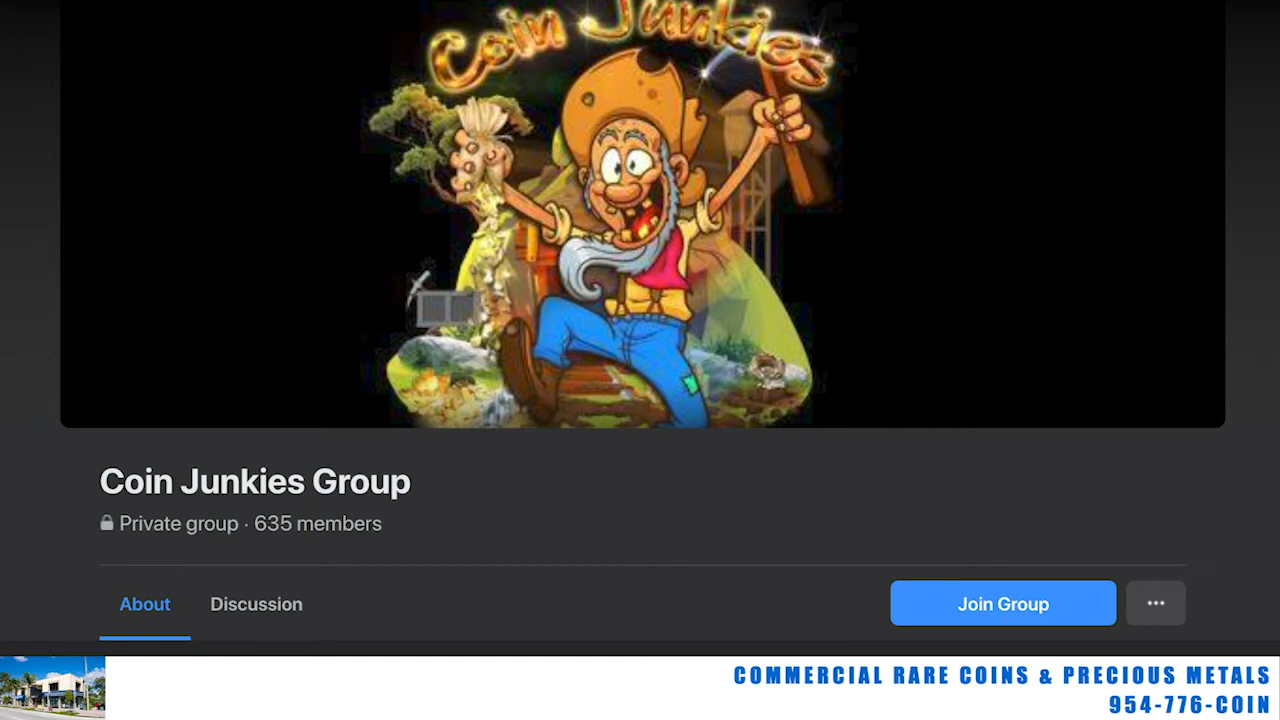 Coin Junkies
Coin Junkies Group
Private group · 635 members
About Discussion Join Group ...
COMMERCIAL RARE COINS & PRECIOUS METALS
954-776-COIN